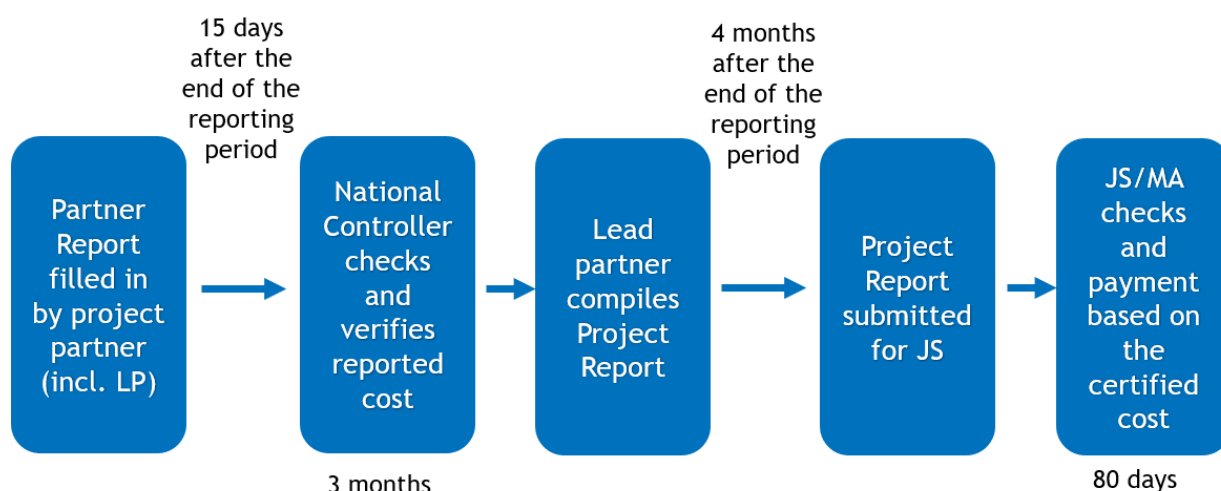 Partner
Report
filled in
by project
partner
(incl. LP)
15 days
after the
end of the
reporting
period
National
Controller
checks
and
verifies
reported
cost
3 months
Lead
partner
compiles
Project
Report
4 months
after the
end of the
reporting
period
Project
Report
submitted
for JS
JS/MA
checks
and
payment
based on
the
certified
cost
80 days